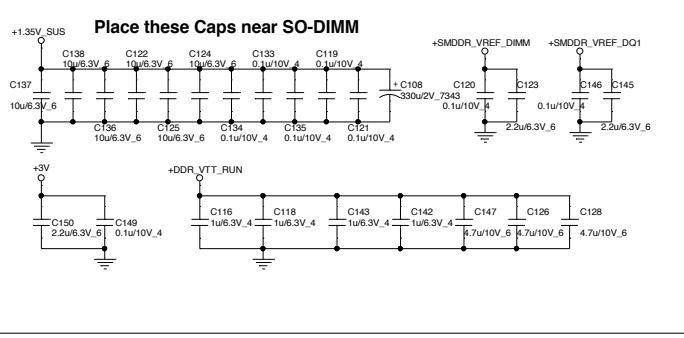 Place these Caps near SO-DIMM
+1.35V_SUS
+SMDDR_VREF_DIMM
+SMDDR_VREF_DQ1
C138
10u/6.3V_6
C122
10u/6.3V_6
C124
10u/6.3V_6
C133
0.1u/10V_4
C119
0.1u/10V_4
C137
10u/6.3V_6
+ C108
330u/2V_7343
C120
0.1u/10V_4
C123
2.2u/6.3V_6
C146
0.1u/10V_4
C145
2.2u/6.3V_6
C136
10u/6.3V_6
C125
10u/6.3V_6
C134
0.1u/10V_4
C135
0.1u/10V_4
C121
0.1u/10V_4
+3V
+DDR_VTT_RUN
C150
2.2u/6.3V_6
C149
0.1u/10V_4
C116
1u/6.3V_4
C118
1u/6.3V_4
C143
1u/6.3V_4
C142
1u/6.3V_4
C147
4.7u/10V_6
C126
4.7u/10V_6
C128
4.7u/10V_6